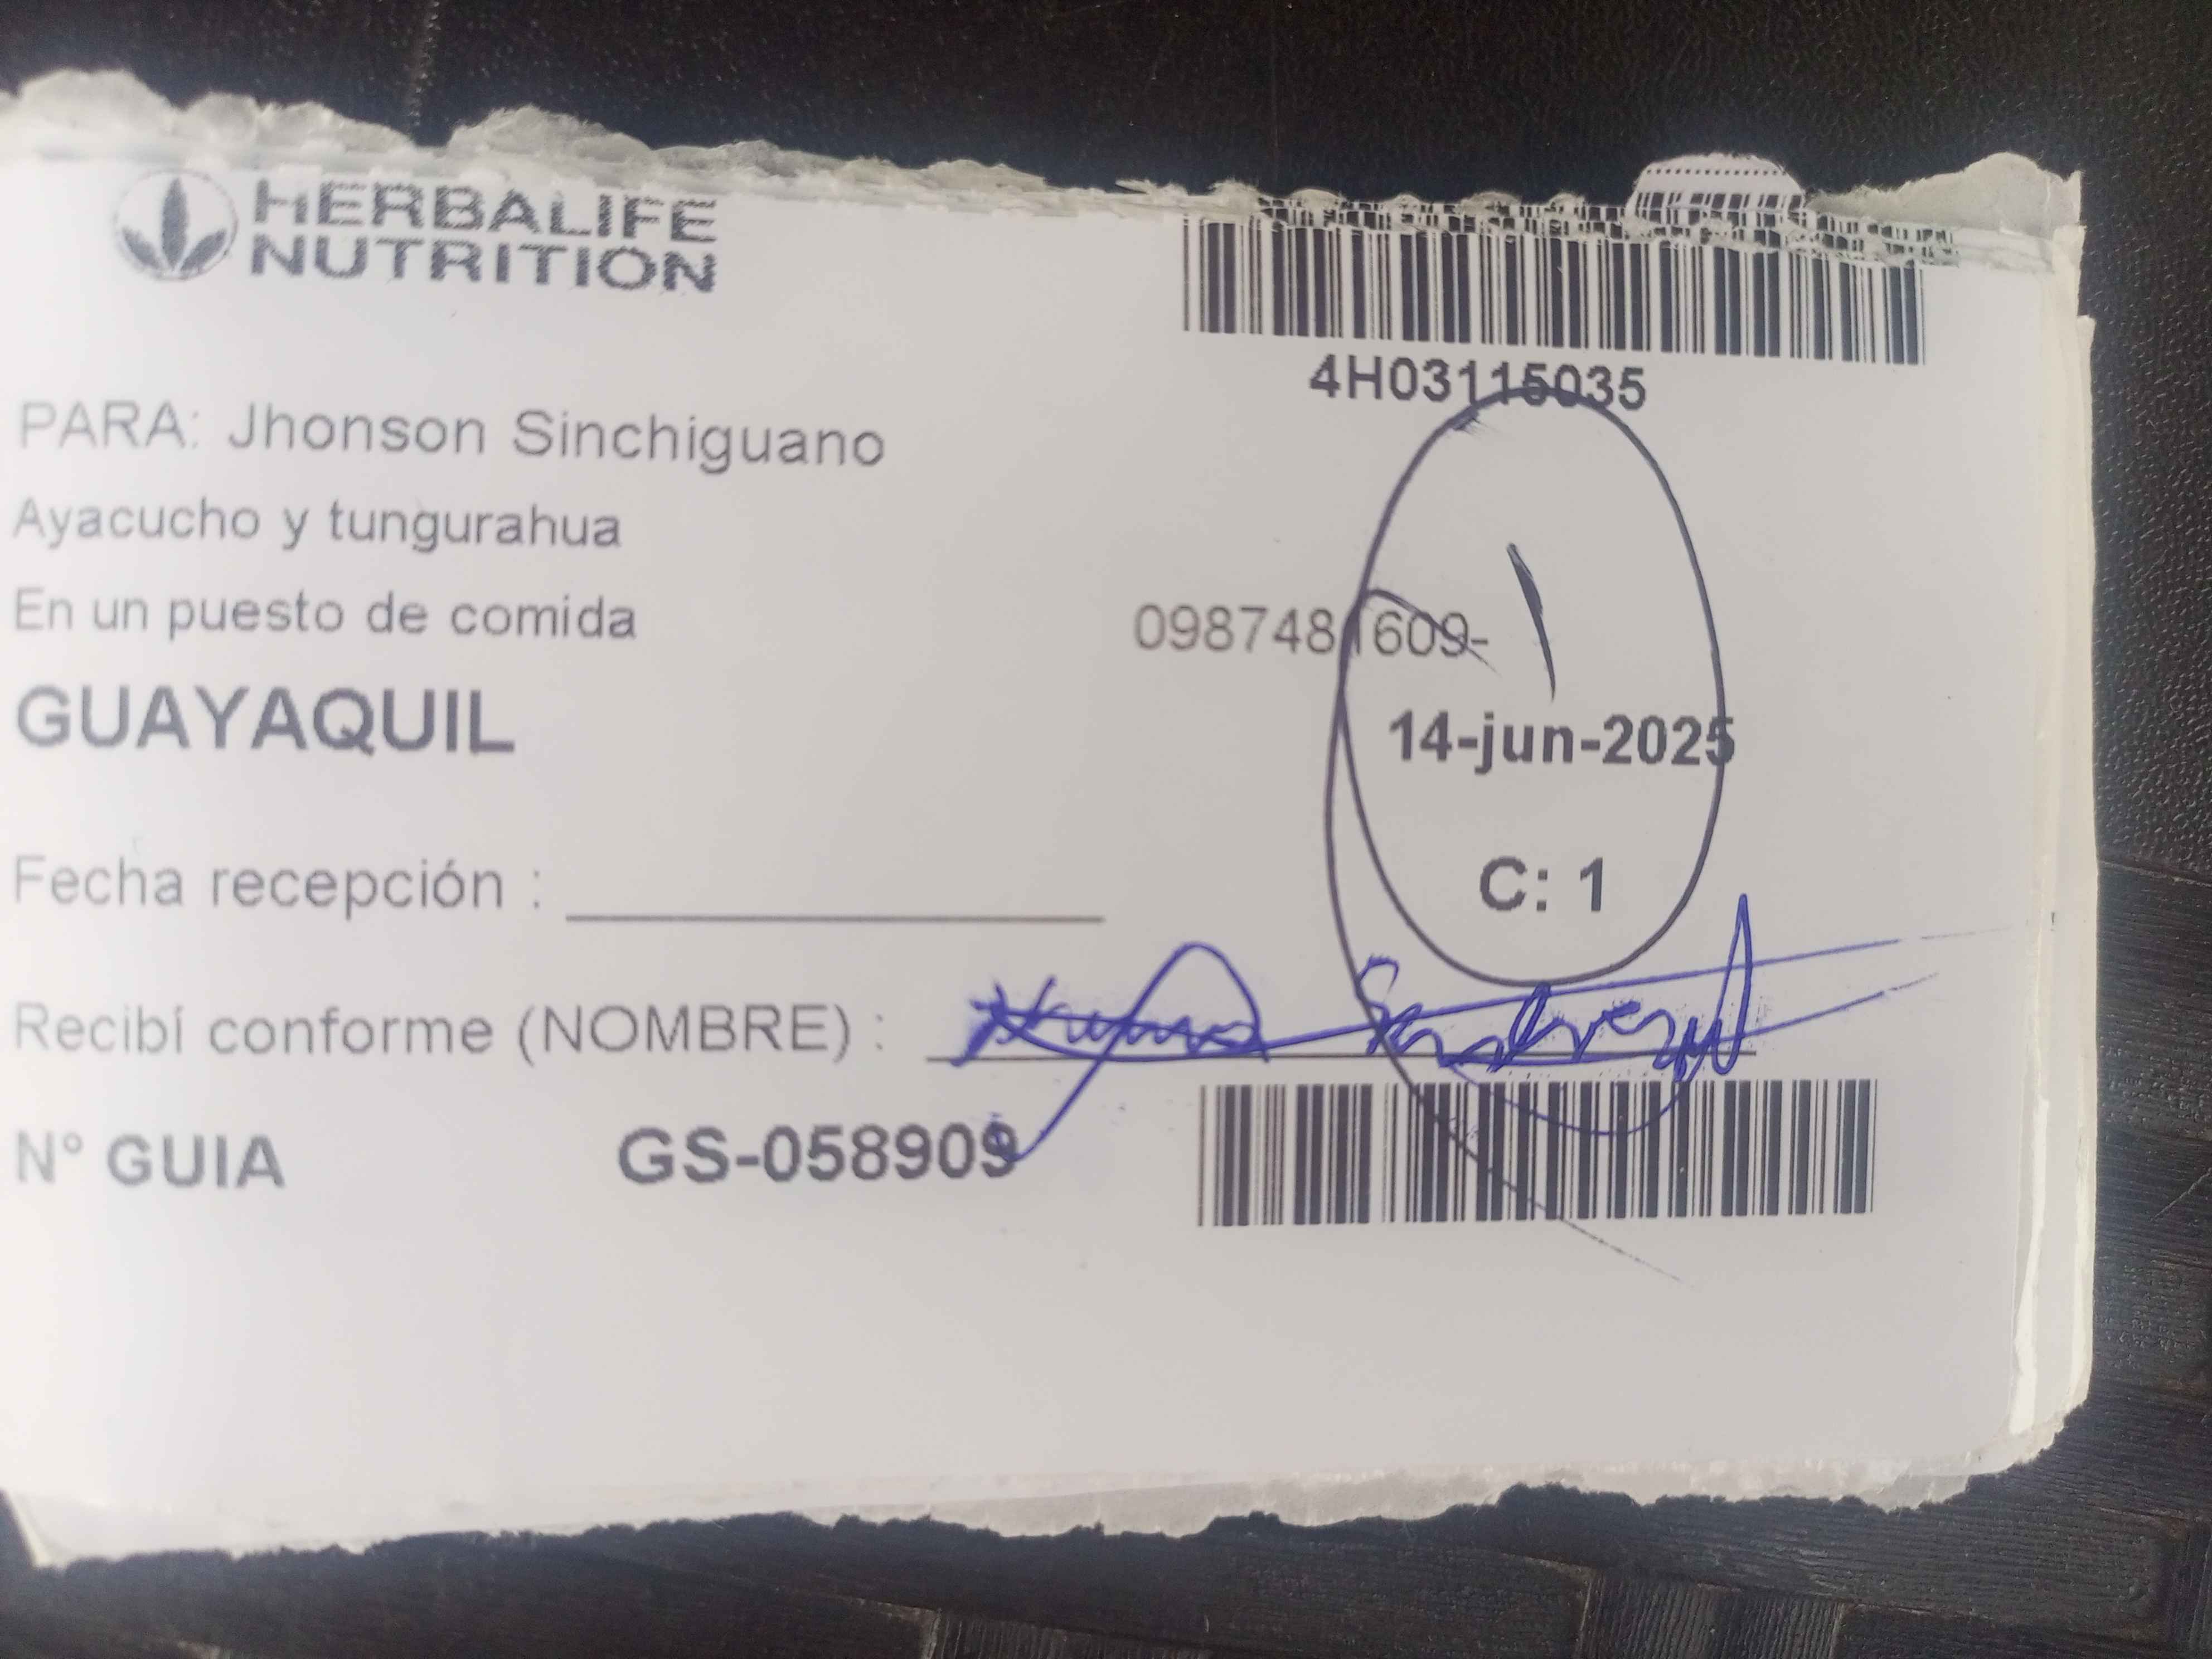 HERBALIFE
NUTRITION
4H03115035
PARA: Jhonson Sinchiguano
Ayacucho y tungurahua
En un puesto de comida
0987481609-
GUAYAQUIL
14-jun-2025
C: 1
Fecha recepción :
Recibí conforme (NOMBRE) :
N° GUIA GS-058909